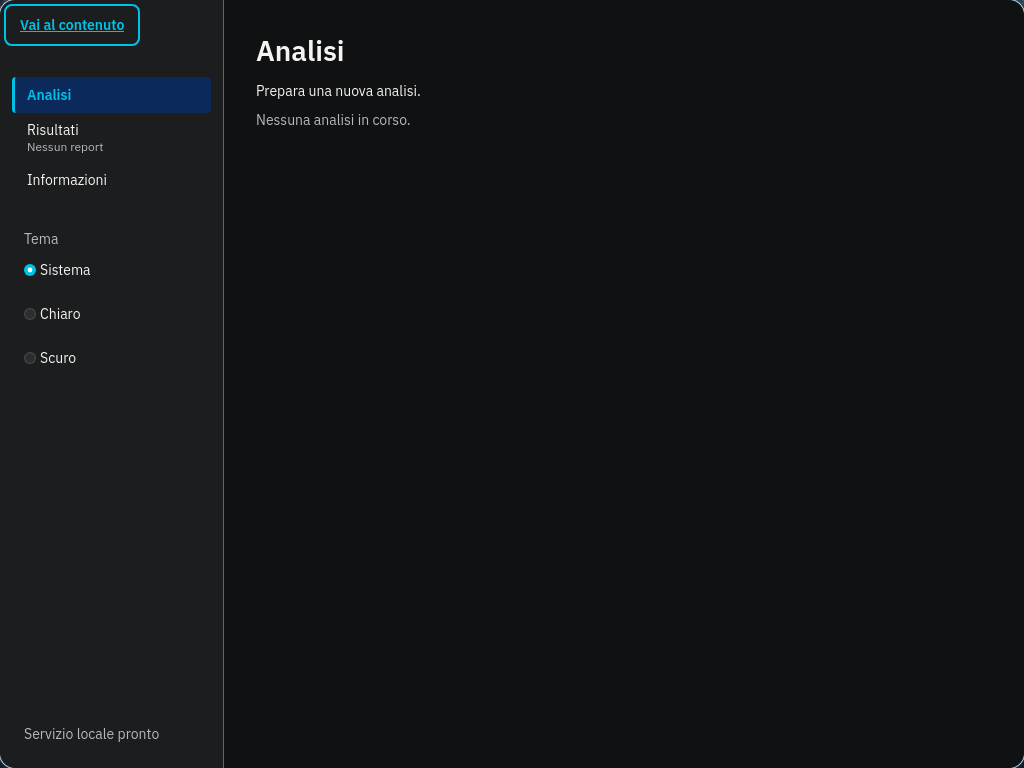 Vai al contenuto
Analisi
Risultati
Nessun report
Informazioni
Tema
Sistema
Chiaro
Scuro
Servizio locale pronto
Analisi
Prepara una nuova analisi.
Nessuna analisi in corso.